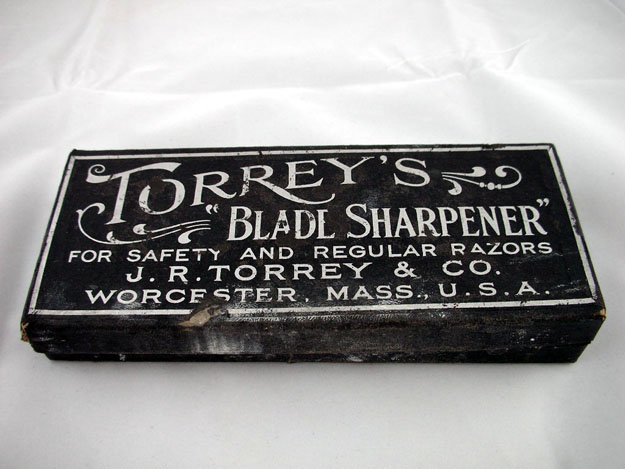 TORREY'S
"BLADE SHARPENER"
FOR SAFETY AND REGULAR RAZORS
J. R. TORREY & CO.
WORCESTER, MASS., U.S.A.